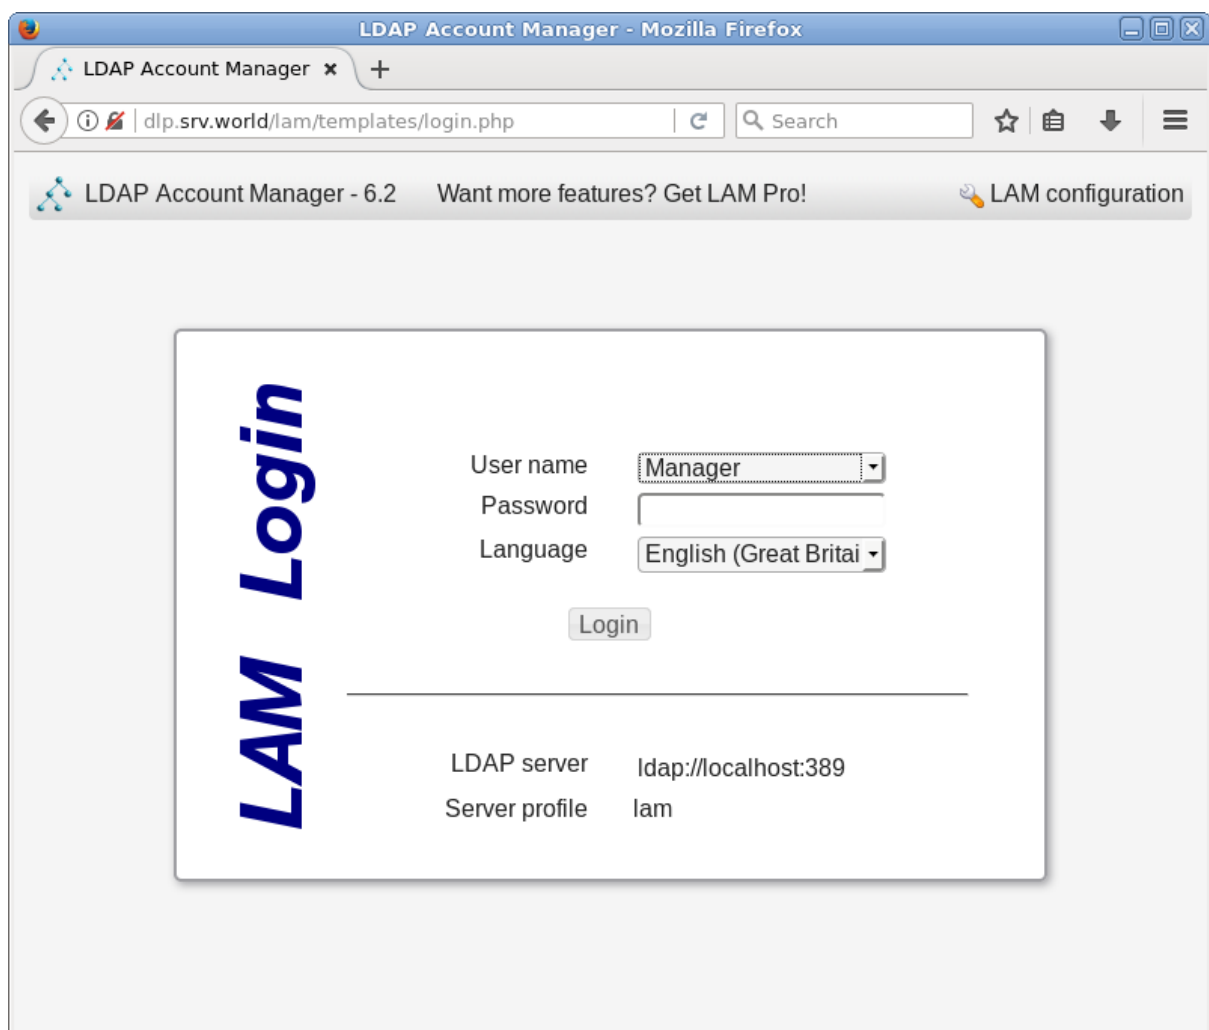 LDAP Account Manager - Mozilla Firefox
LDAP Account Manager
dlp.srv.world/lam/templates/login.php
Search
LDAP Account Manager - 6.2
Want more features? Get LAM Pro!
LAM configuration
LAM Login
User name
Manager
Password
Language
English (Great Britai
Login
LDAP server
ldap://localhost:389
Server profile
lam